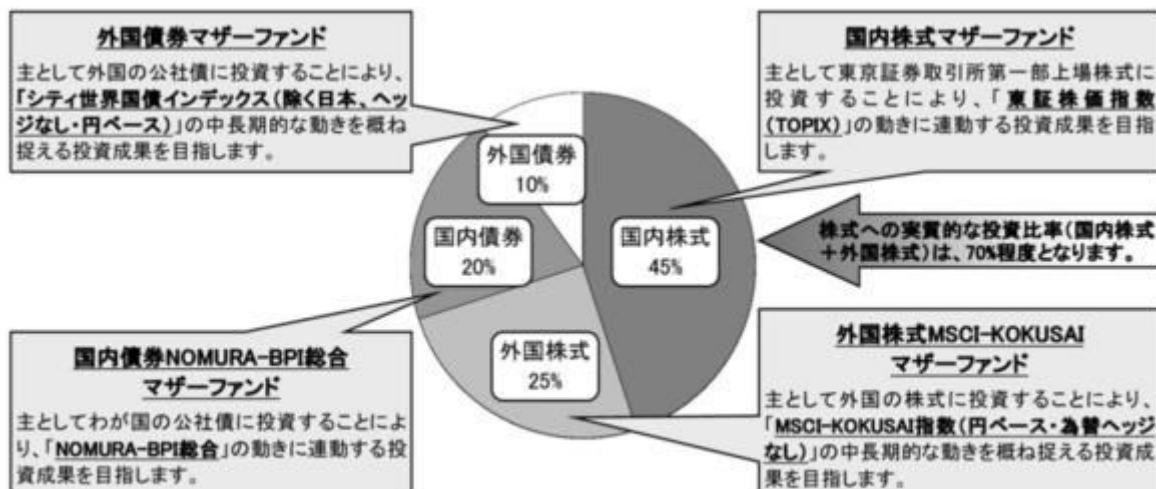 外国債券マザーファンド
主として外国の公社債に投資することにより、
「シティ世界国債インデックス(除く日本、ヘッ
ジなし・円ベース)」の中長期的な動きを概ね
捉える投資成果を目指します。
国内株式マザーファンド
主として東京証券取引所第一部上場株式に
投資することにより、「東証株価指数
(TOPIX)」の動きに連動する投資成果を目指
します。
外国債券
10%
国内債券
20%
国内株式
45%
株式への実質的な投資比率(国内株式
+外国株式)は、70%程度となります。
外国株式
25%
国内債券NOMURA-BPI総合
マザーファンド
主としてわが国の公社債に投資することによ
り、「NOMURA-BPI総合」の動きに連動する投
資成果を目指します。
外国株式MSCI-KOKUSAI
マザーファンド
主として外国の株式に投資することにより、
「MSCI-KOKUSAI指数(円ベース・為替ヘッジ
なし)」の中長期的な動きを概ね捉える投資成
果を目指します。